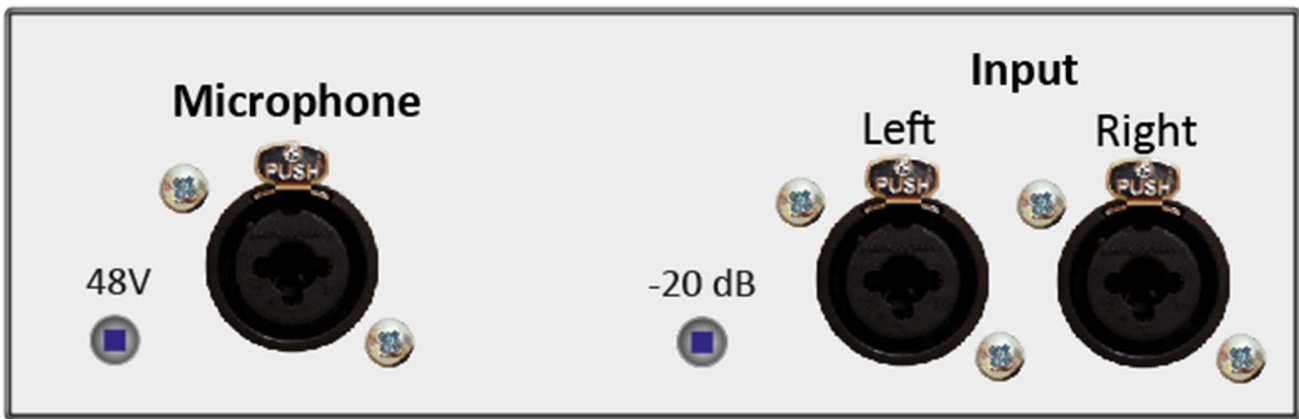 Microphone
PUSH
48V
Input
Left
Right
PUSH
PUSH
-20 dB